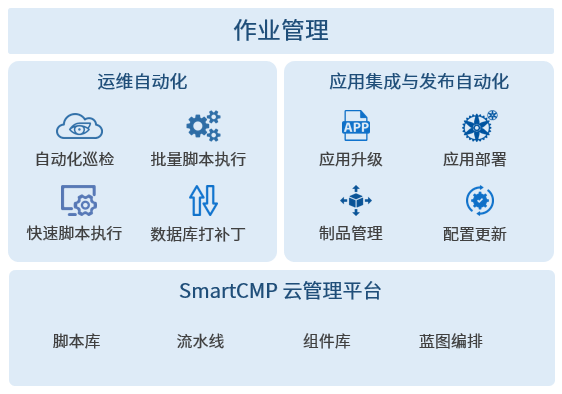 作业管理
运维自动化
自动化巡检
批量脚本执行
快速脚本执行
数据库打补丁
应用集成与发布自动化
APP
应用升级
应用部署
制品管理
配置更新
SmartCMP 云管理平台
脚本库
流水线
组件库
蓝图编排